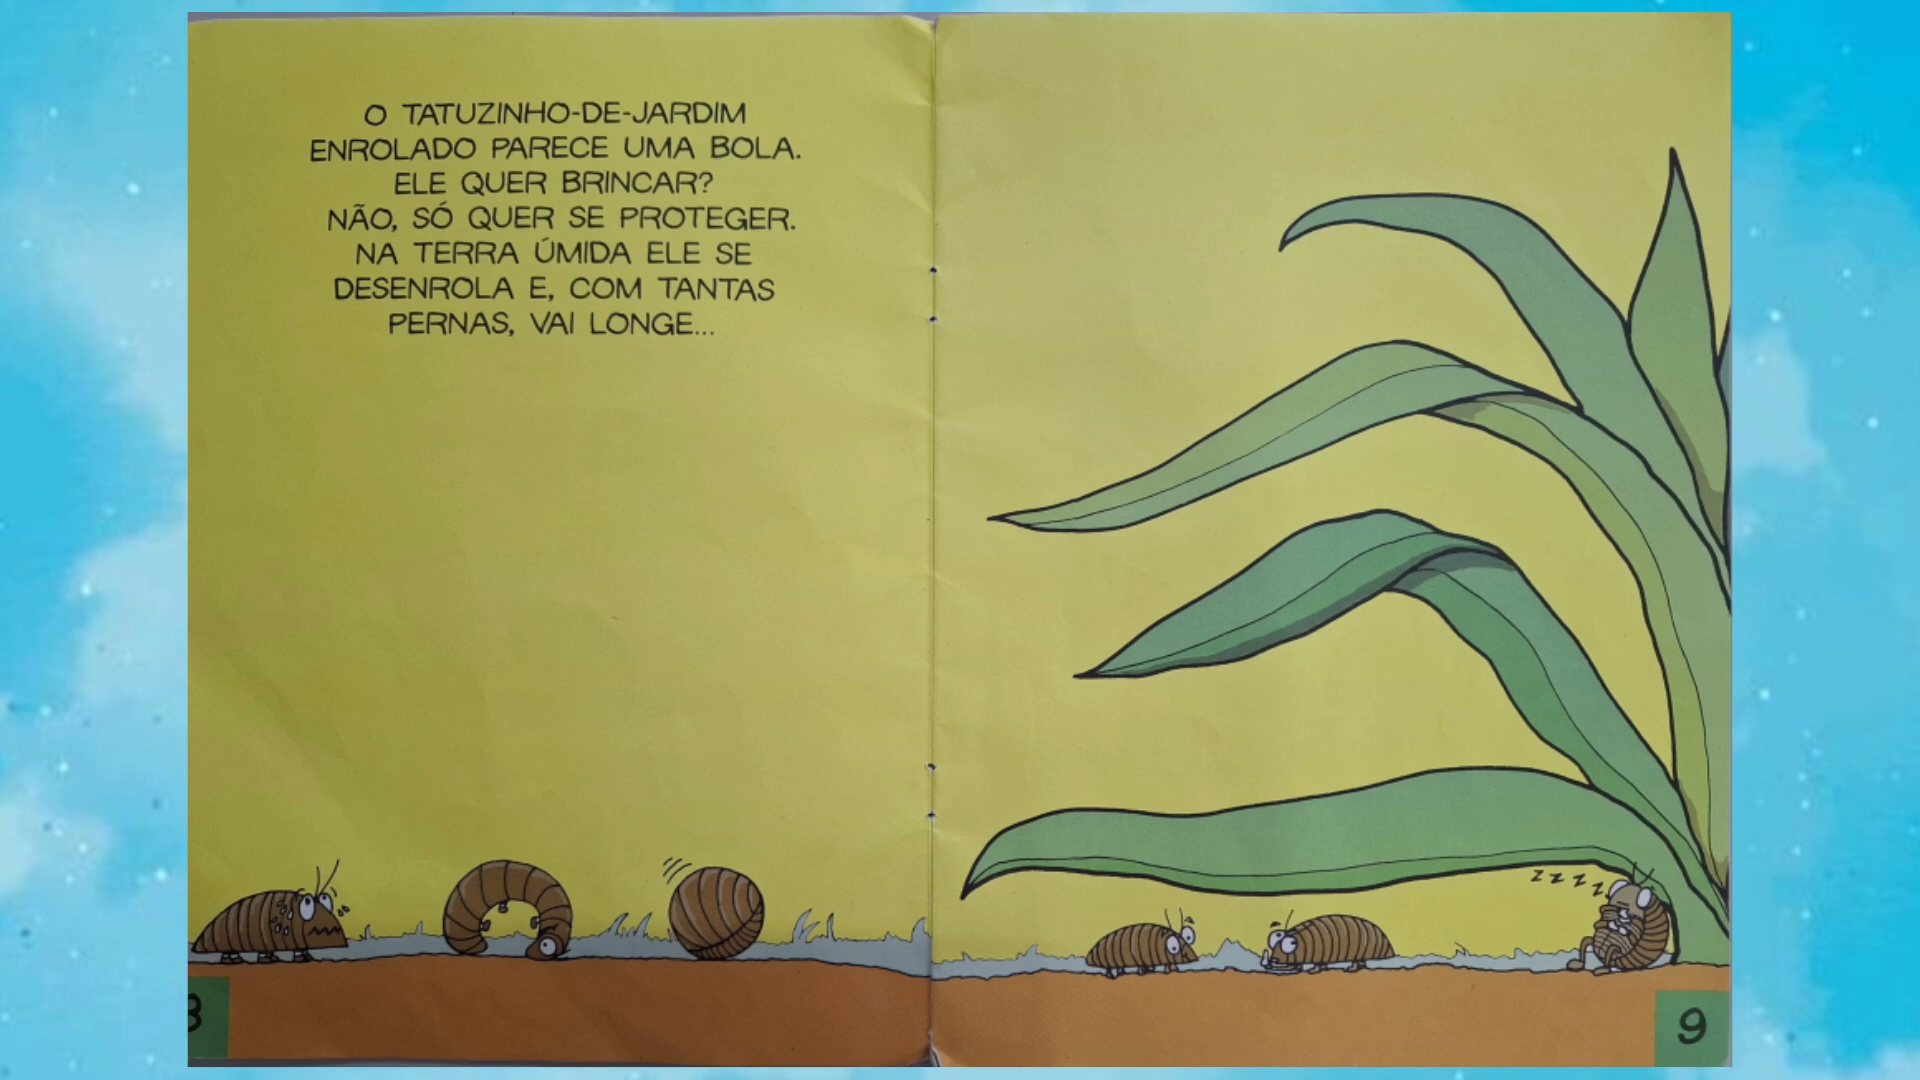 O TATUZINHO-DE-JARDIM
ENROLADO PARECE UMA BOLA.
ELE QUER BRINCAR?
NÃO, SÓ QUER SE PROTEGER.
NA TERRA ÚMIDA ELE SE
DESENROLA E, COM TANTAS
PERNAS, VAI LONGE...
8
Z Z Z Z
9